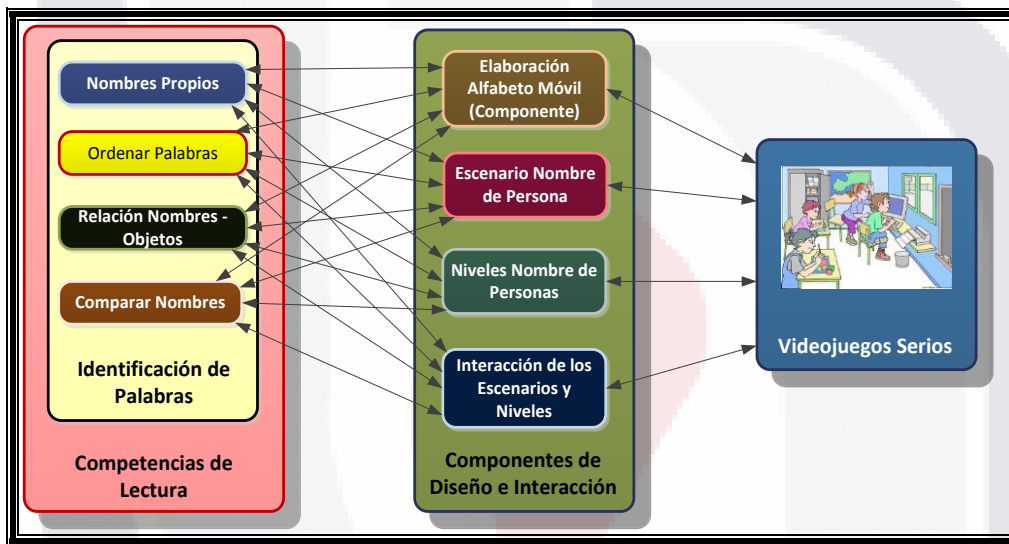 Nombres Propios
Ordenar Palabras
Relación Nombres -
Objetos
Comparar Nombres
Identificación de
Palabras
Competencias de
Lectura
Elaboración
Alfabeto Móvil
(Componente)
Escenario Nombre
de Persona
Niveles Nombre de
Personas
Interacción de los
Escenarios y
Niveles
Componentes de
Diseño e Interacción
Videojuegos Serios